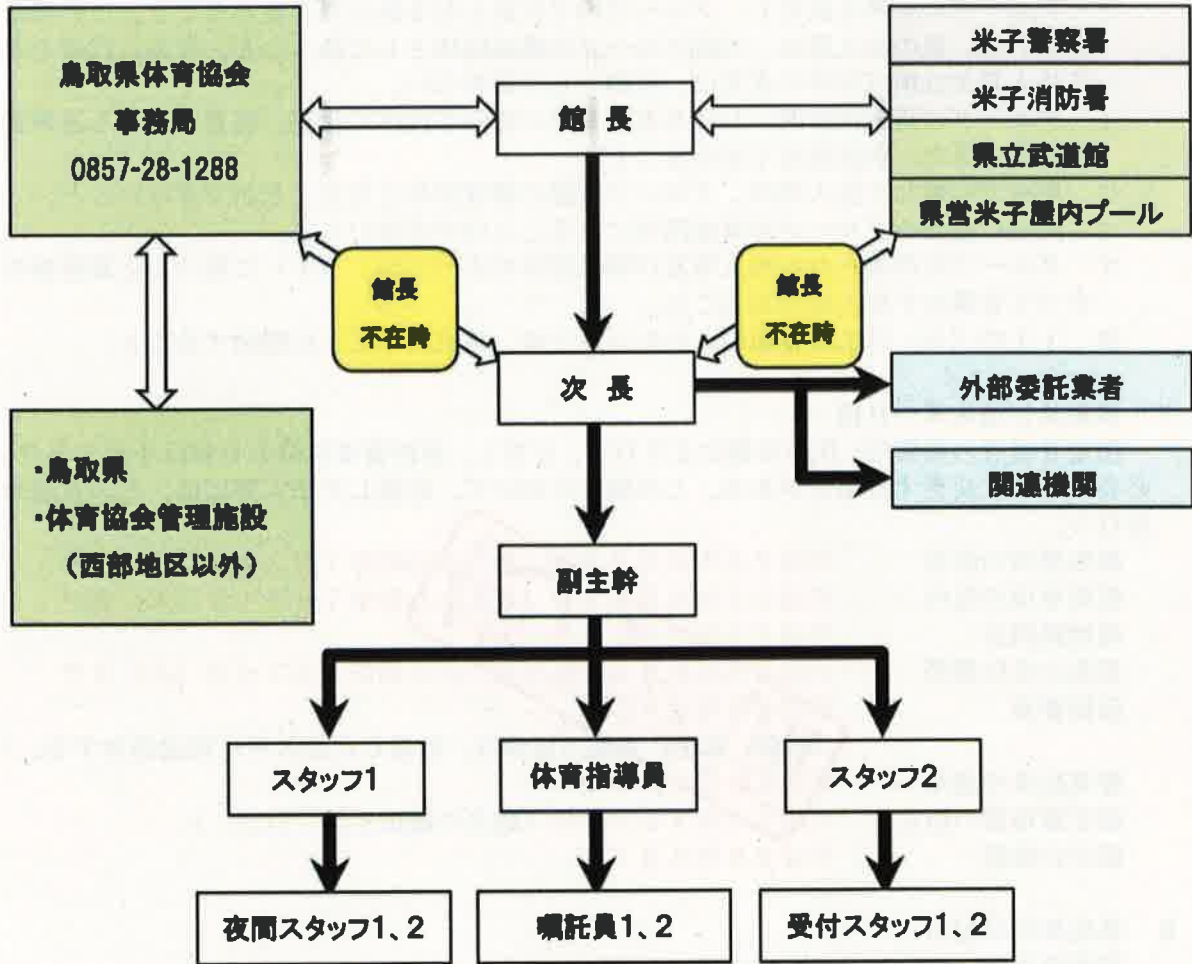 鳥取県体育協会
事務局
0857-28-1288
館 長
米子警察署
米子消防署
県立武道館
県営米子屋内プール
館長
不在時
館長
不在時
次 長
外部委託業者
関連機関
・鳥取県
・体育協会管理施設
(西部地区以外)
副主幹
スタッフ1
体育指導員
スタッフ2
夜間スタッフ1、2
嘱託員1、2
受付スタッフ1、2